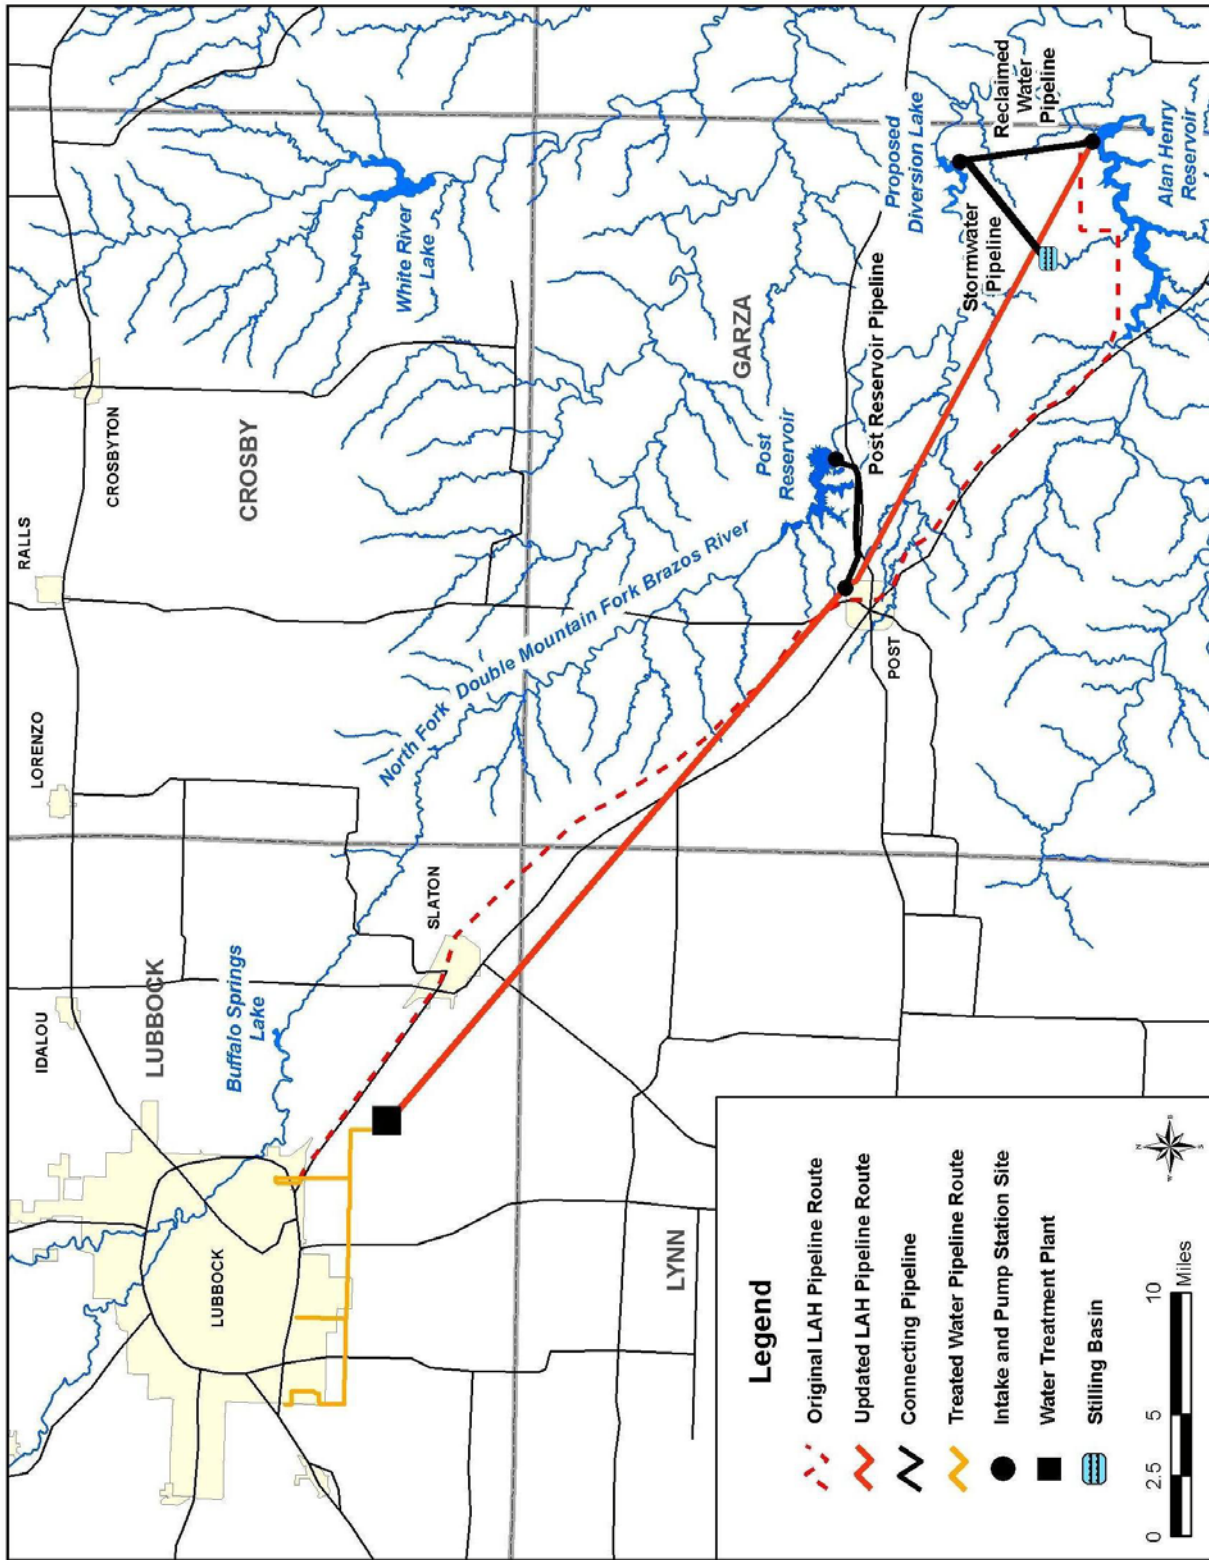 RALLS
LORENZO
IDALOU
CROSBYTON
CROSBY
LUBBOCK
LUBBOCK
Buffalo Springs
Lake
SLATON
White River
Lake
North Fork Double Mountain Fork Brazos River
GARZA
Post
Reservoir
Post Reservoir Pipeline
POST
LYNN
Proposed
Diversion Lake
Reclaimed
Water
Pipeline
Stormwater
Pipeline
Alan Henry
Reservoir
Legend
Original LAH Pipeline Route
Updated LAH Pipeline Route
Connecting Pipeline
Treated Water Pipeline Route
Intake and Pump Station Site
Water Treatment Plant
Stilling Basin
0 2.5 5 10
Miles
N
W E
S